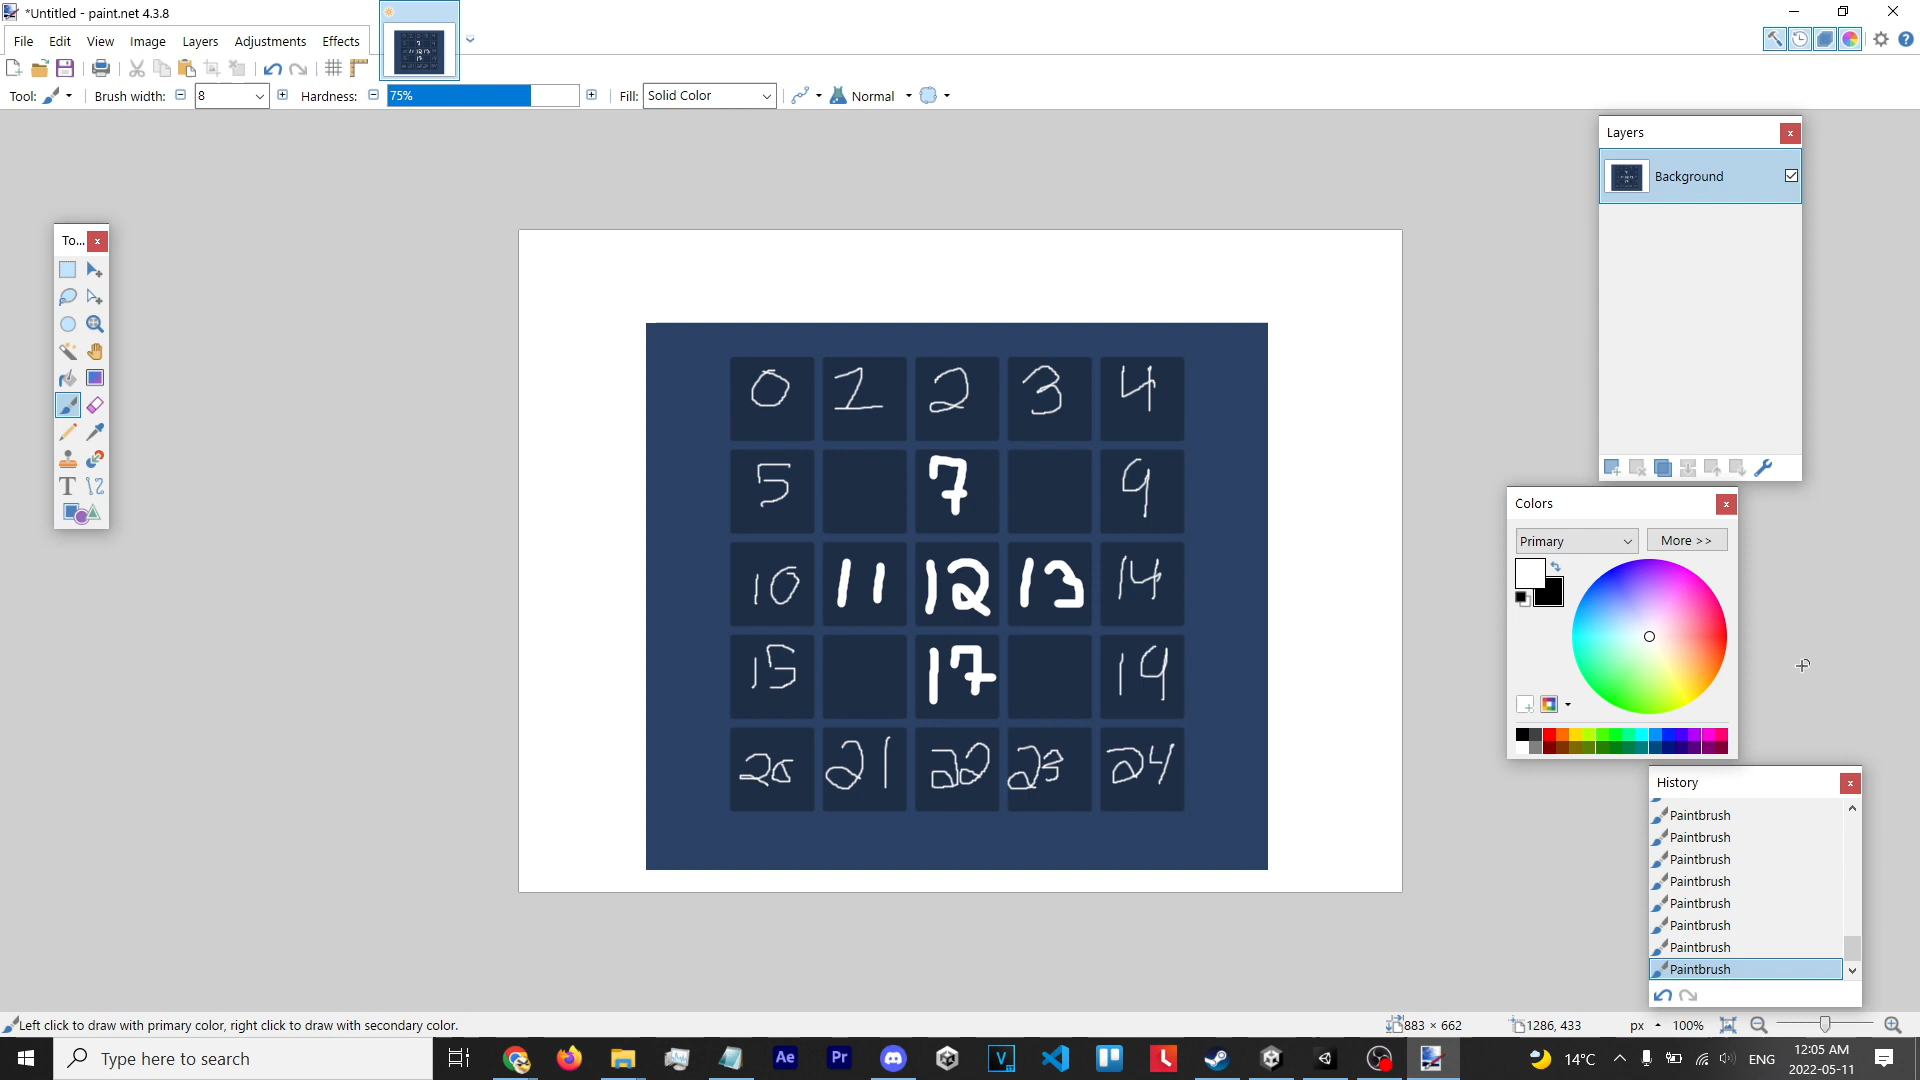 *Untitled - paint.net 4.3.8
File Edit View Image Layers Adjustments Effects
Tool: Brush width: 8 Hardness: 75% Fill: Solid Color Normal
Layers
Background
To...
0 1 2 3 4
5 7 9
10 11 12 13 14
15 17 19
20 21 22 23 24
Colors
Primary More >>
History
Paintbrush
Paintbrush
Paintbrush
Paintbrush
Paintbrush
Paintbrush
Paintbrush
Paintbrush
Left click to draw with primary color, right click to draw with secondary color.
883 × 662 1286, 433 px 100%
Type here to search
Ae Pr V L
14°C ENG
12:05 AM
2022-05-11